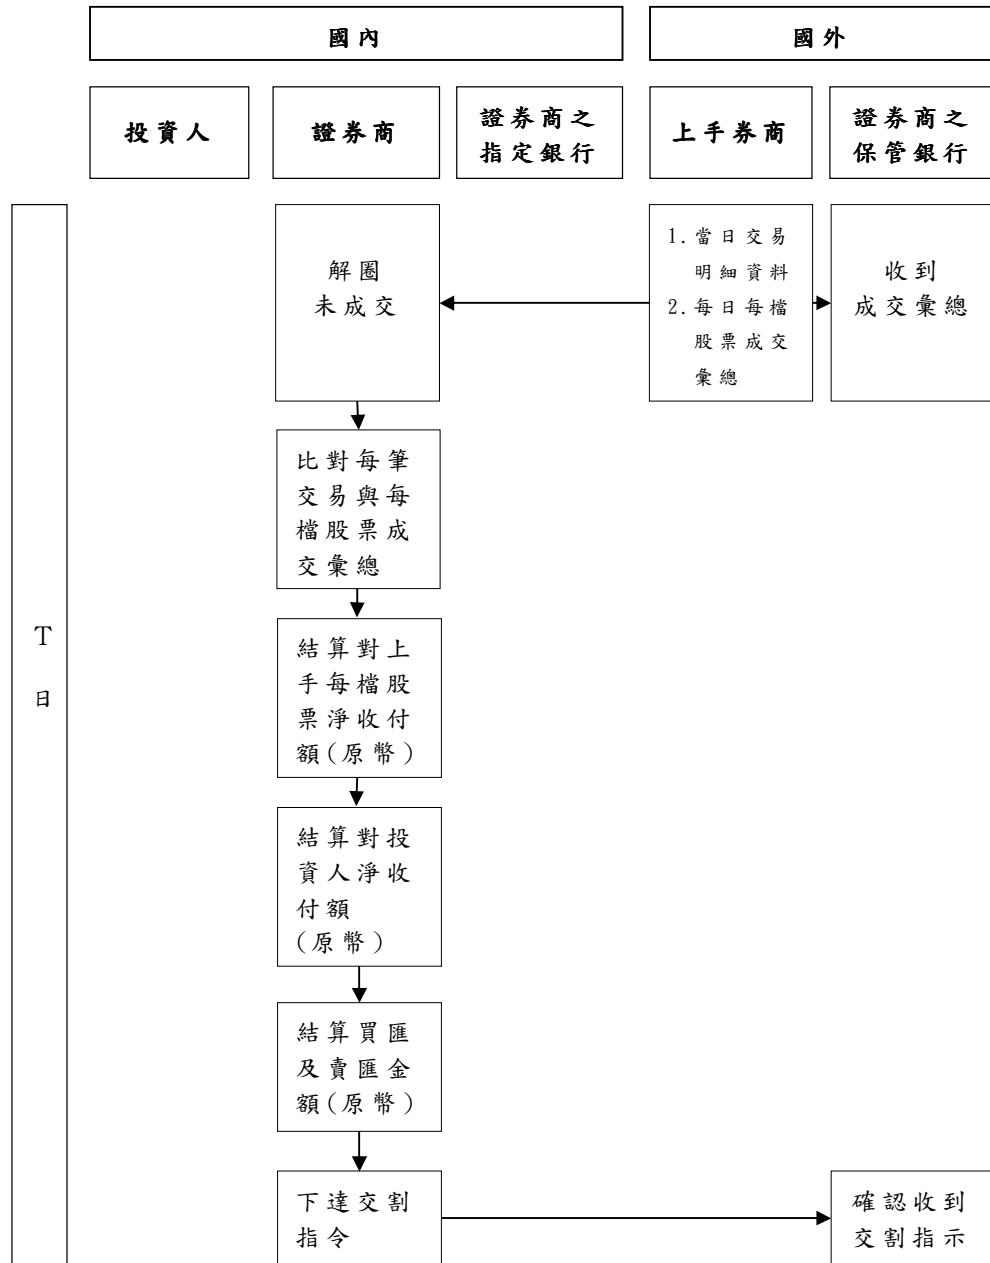 國內
國外
投資人
證券商
證券商之
指定銀行
上手券商
證券商之
保管銀行
T
日
解圈
未成交
1.當日交易
明細資料
2.每日每檔
股票成交
彙總
收到
成交彙總
比對每筆
交易與每
檔股票成
交彙總
結算對上
手每檔股
票淨收付
額(原幣)
結算對投
資人淨收
付額
(原幣)
結算買匯
及賣匯金
額(原幣)
下達交割
指令
確認收到
交割指示